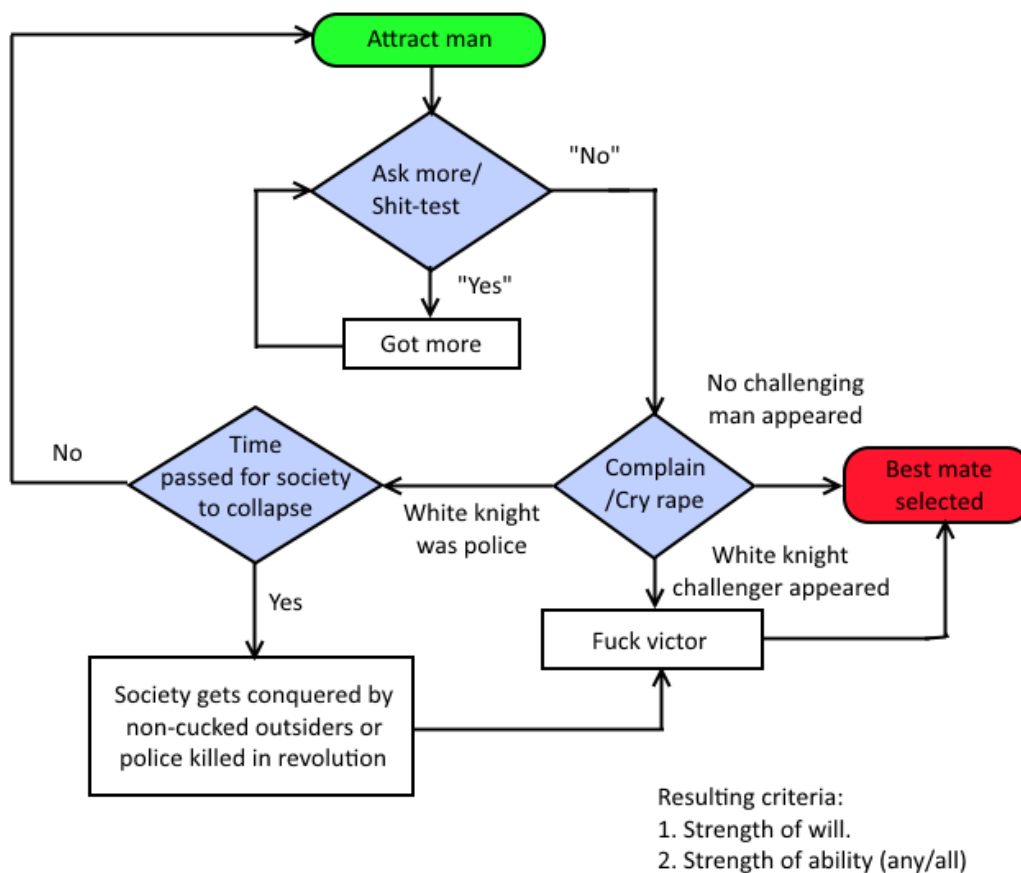 Attract man
Ask more/
Shit-test
"No"
"Yes"
Got more
No challenging
man appeared
Time
passed for society
to collapse
No
Complain
/Cry rape
Best mate
selected
White knight
was police
White knight
challenger appeared
Yes
Fuck victor
Society gets conquered by
non-cucked outsiders or
police killed in revolution
Resulting criteria:
1. Strength of will.
2. Strength of ability (any/all)